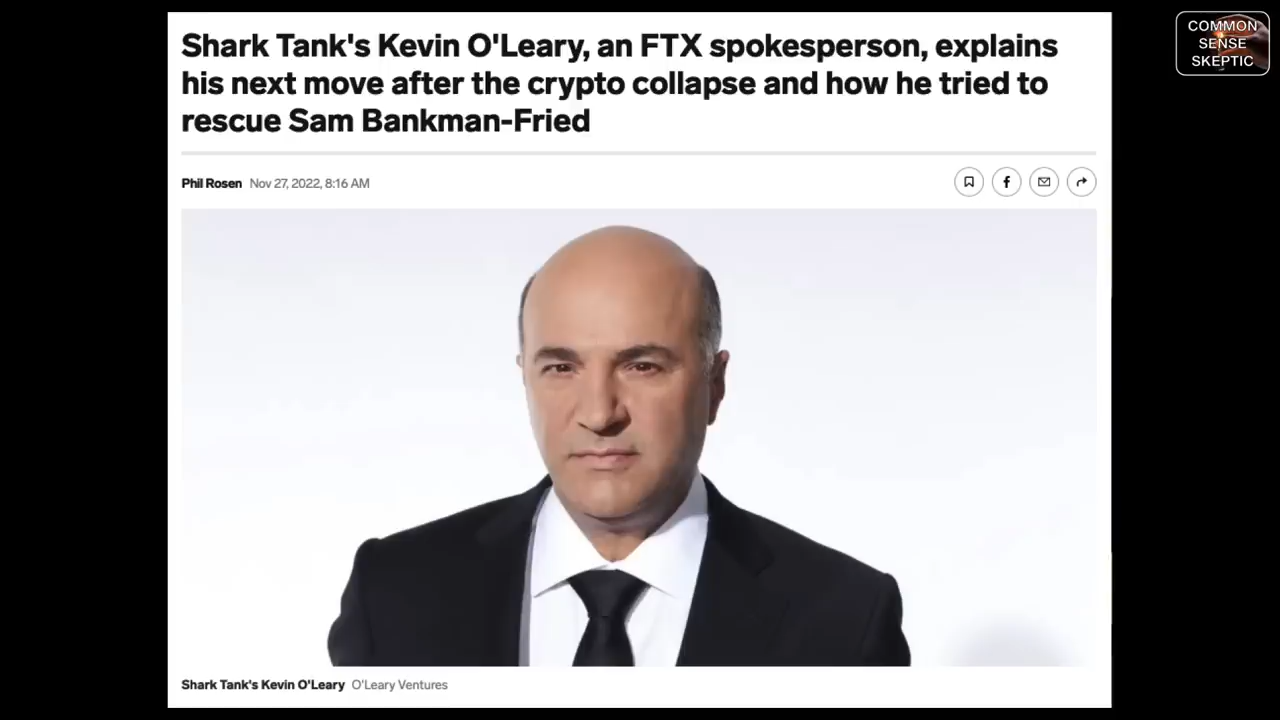 Shark Tank's Kevin O'Leary, an FTX spokesperson, explains
his next move after the crypto collapse and how he tried to
rescue Sam Bankman-Fried
Phil Rosen Nov 27, 2022, 8:16 AM
Shark Tank's Kevin O'Leary O'Leary Ventures
COMMON
SENSE
SKEPTIC